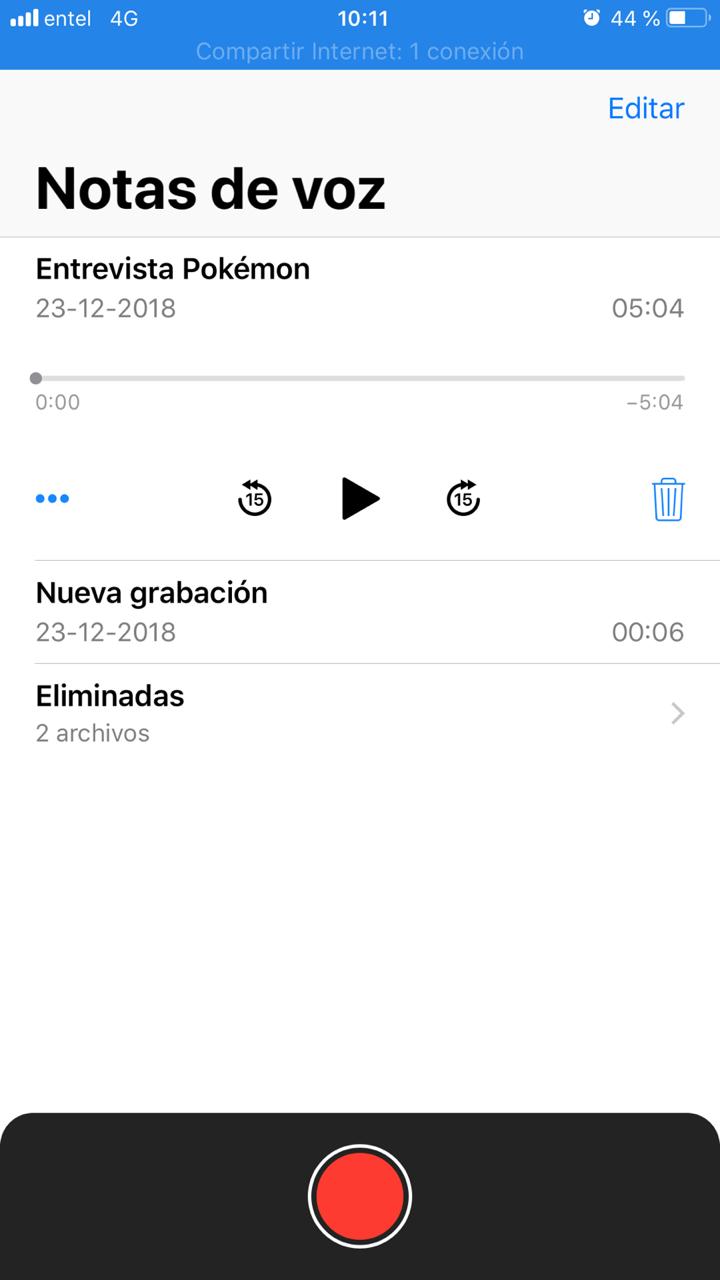 entel 4G 10:11 44 %
Compartir Internet: 1 conexión
Editar
Notas de voz
Entrevista Pokémon
23-12-2018 05:04
0:00 −5:04
15 15
Nueva grabación
23-12-2018 00:06
Eliminadas
2 archivos